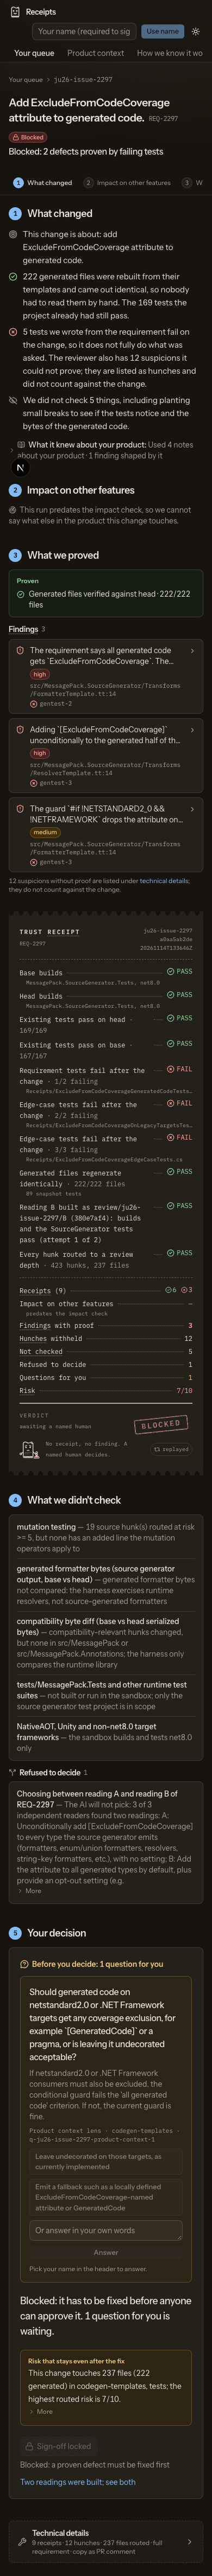 Receipts
Your name (required to sig
Use name
Your queue
Product context
How we know it wo
Your queue
ju26-issue-2297
Add ExcludeFromCodeCoverage
attribute to generated code. REQ-2297
Blocked
Blocked: 2 defects proven by failing tests
1 What changed
2 Impact on other features
3 W
1 What changed
This change is about: add
ExcludeFromCodeCoverage attribute to
generated code.
222 generated files were rebuilt from their
templates and came out identical, so nobody
had to read them by hand. The 169 tests the
project already had still pass.
5 tests we wrote from the requirement fail on
the change, so it does not fully do what was
asked. The reviewer also has 12 suspicions it
could not prove; they are listed as hunches and
do not count against the change.
We did not check 5 things, including planting
small breaks to see if the tests notice and the
bytes of the generated code.
What it knew about your product: Used 4 notes
about your product · 1 finding shaped by it
2 Impact on other features
This run predates the impact check, so we cannot
say what else in the product this change touches.
3 What we proved
Proven
Generated files verified against head · 222/222
files
Findings 3
The requirement says all generated code
gets `ExcludeFromCodeCoverage`. The...
high
src/MessagePack.SourceGenerator/Transforms
/FormatterTemplate.tt:14
gentest-2
Adding `[ExcludeFromCodeCoverage]`
unconditionally to the generated half of th...
high
src/MessagePack.SourceGenerator/Transforms
/ResolverTemplate.tt:14
gentest-3
The guard `#if !NETSTANDARD2_0 &&
!NETFRAMEWORK` drops the attribute on...
medium
src/MessagePack.SourceGenerator/Transforms
/FormatterTemplate.tt:14
gentest-3
12 suspicions without proof are listed under technical details;
they do not count against the change.
TRUST RECEIPT
ju26-issue-2297
REQ-2297
Base builds PASS
MessagePack.SourceGenerator.Tests, net8.0
Head builds PASS
MessagePack.SourceGenerator.Tests, net8.0
Existing tests pass on head · PASS
169/169
Existing tests pass on base · PASS
167/167
Requirement tests fail after the FAIL
change · 1/2 failing
Receipts/ExcludeFromCodeCoverageGeneratedCodeTests…
Edge-case tests fail after the FAIL
change · 2/2 failing
Receipts/ExcludeFromCodeCoverageOnLegacyTargetsTes…
Edge-case tests fail after the FAIL
change · 3/3 failing
Receipts/ExcludeFromCodeCoverageEdgeCaseTests.cs
Generated files regenerate PASS
identically · 222/222 files
89 snapshot tests
Reading B built as review/ju26- PASS
issue-2297/B (380e7af4): builds
and the SourceGenerator tests
pass (attempt 1 of 2)
Every hunk routed to a review PASS
depth · 423 hunks, 237 files
Receipts (9) 6 3
Impact on other features –
predates the impact check
Findings with proof 3
Hunches withheld 12
Not checked 5
Refused to decide 1
Questions for you 1
Risk 7/10
VERDICT
awaiting a named human
BLOCKED
No receipt, no finding. A
named human decides.
replayed
4 What we didn't check
mutation testing — 19 source hunk(s) routed at risk
>= 5, but none has an added line the mutation
operators apply to
generated formatter bytes (source generator
output, base vs head) — generated formatter bytes
not compared: the harness exercises runtime
resolvers, not source-generated formatters
compatibility byte diff (base vs head serialized
bytes) — compatibility-relevant hunks changed,
but none in src/MessagePack or
src/MessagePack.Annotations; the harness only
compares the runtime library
tests/MessagePack.Tests and other runtime test
suites — not built or run in the sandbox; only the
source generator test project is in scope
NativeAOT, Unity and non-net8.0 target
frameworks — the sandbox builds and tests net8.0
only
Refused to decide 1
Choosing between reading A and reading B of
REQ-2297 — The AI will not pick: 3 of 3
independent readers found two readings: A:
Unconditionally add [ExcludeFromCodeCoverage]
to every type the source generator emits
(formatters, enum/union formatters, resolvers,
string-key formatters, etc.), with no setting; B: Add
the attribute to all generated types by default, plus
provide an opt-out setting (e.g.
More
5 Your decision
Before you decide: 1 question for you
Should generated code on
netstandard2.0 or .NET Framework
targets get any coverage exclusion, for
example `[GeneratedCode]` or a
pragma, or is leaving it undecorated
acceptable?
If netstandard2.0 or .NET Framework
consumers must also be excluded, the
conditional guard fails the 'all generated
code' criterion. If not, the current guard is
fine.
Product context lens · codegen-templates ·
q-ju26-issue-2297-product-context-1
Leave undecorated on those targets, as
currently implemented
Emit a fallback such as a locally defined
ExcludeFromCodeCoverage-named
attribute or GeneratedCode
Or answer in your own words
Answer
Pick your name in the header to answer.
Blocked: it has to be fixed before anyone
can approve it. 1 question for you is
waiting.
Risk that stays even after the fix
This change touches 237 files (222
generated) in codegen-templates, tests; the
highest routed risk is 7/10.
More
Sign-off locked
Blocked: a proven defect must be fixed first
Two readings were built; see both
Technical details
9 receipts · 12 hunches · 237 files routed · full
requirement · copy as PR comment